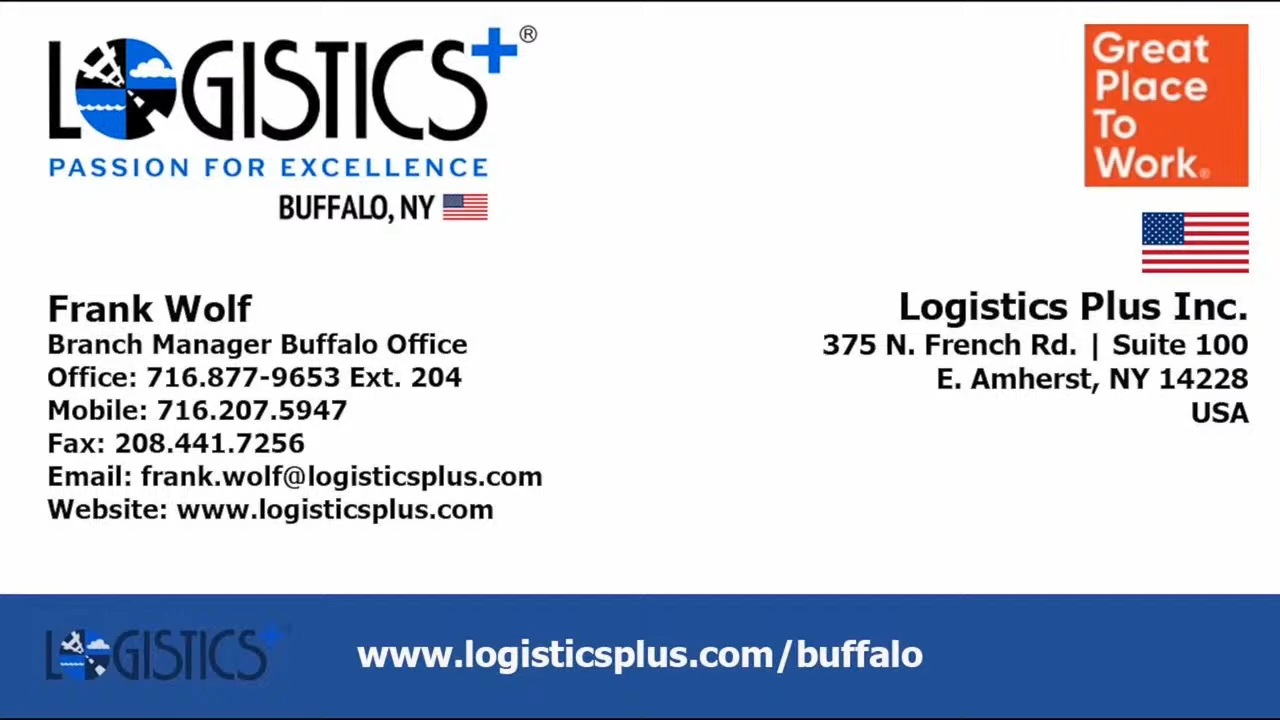 LOGISTICS+®
PASSION FOR EXCELLENCE
BUFFALO, NY
Great
Place
To
Work®
Frank Wolf
Branch Manager Buffalo Office
Office: 716.877-9653 Ext. 204
Mobile: 716.207.5947
Fax: 208.441.7256
Email: frank.wolf@logisticsplus.com
Website: www.logisticsplus.com
Logistics Plus Inc.
375 N. French Rd. | Suite 100
E. Amherst, NY 14228
USA
LOGISTICS+
www.logisticsplus.com/buffalo